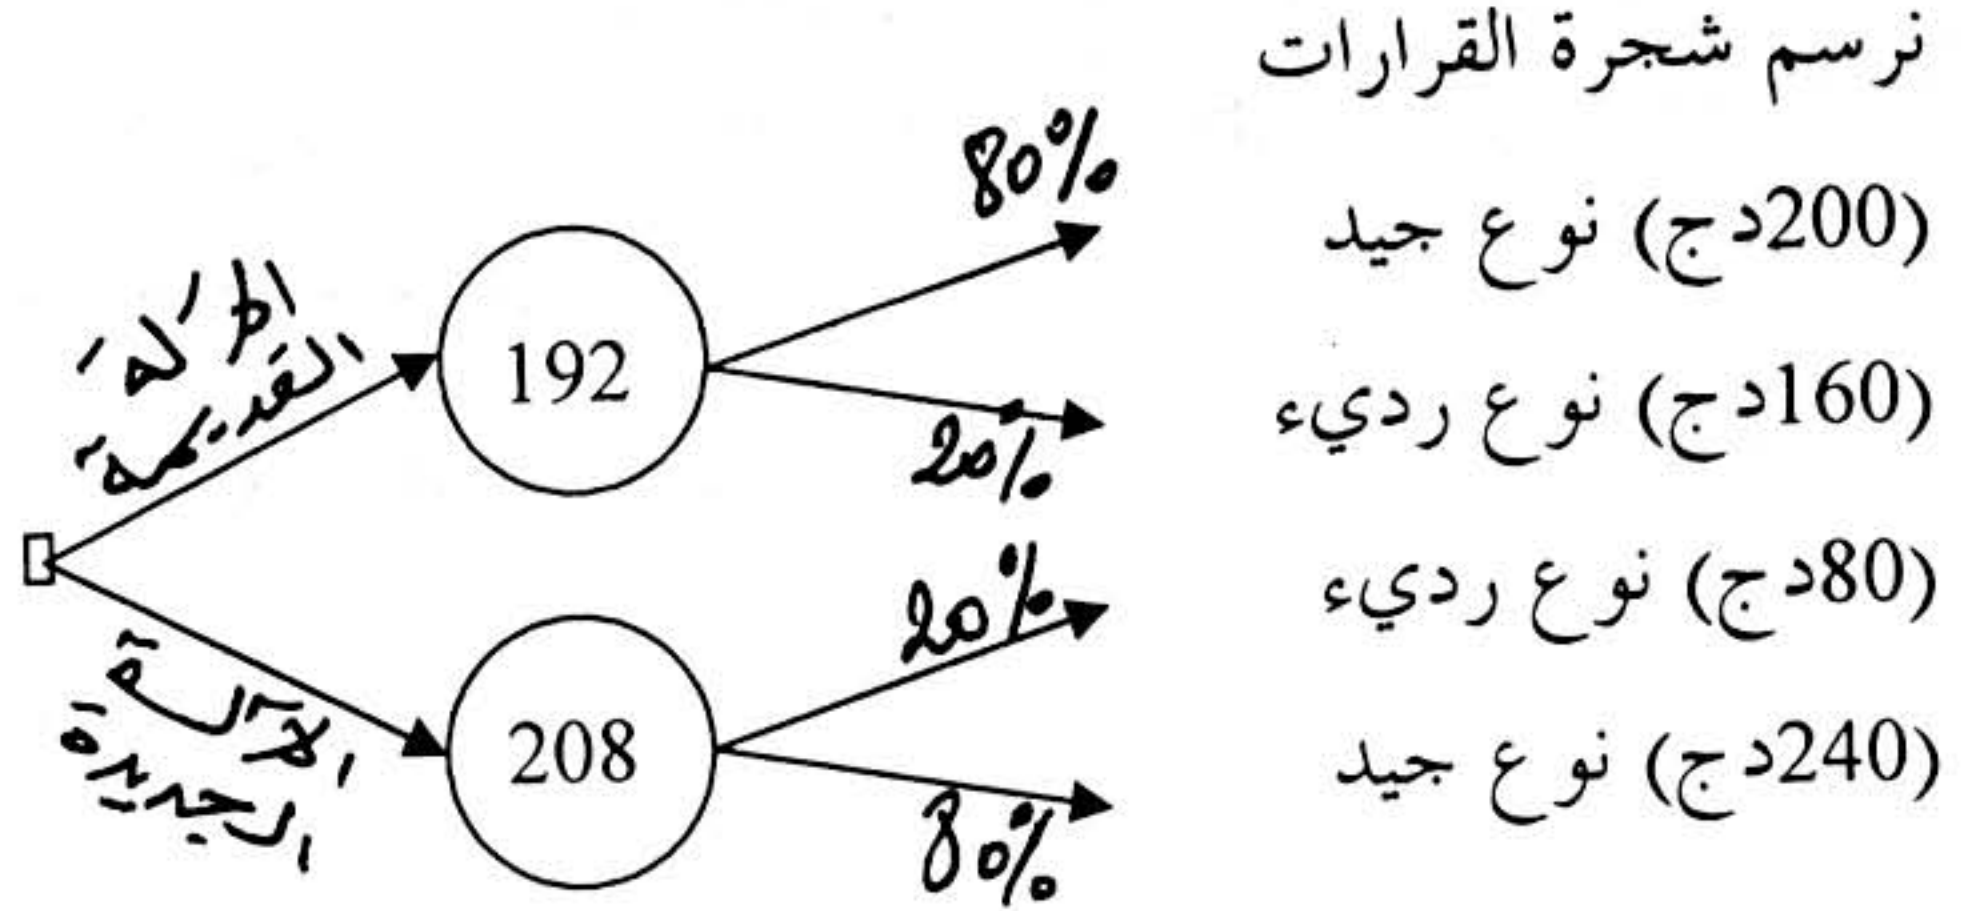 نرسم شجرة القرارات
80%
(200دج) نوع جيد
192
القديمة
20%
(160دج) نوع رديء
20%
(80دج) نوع رديء
208
الآلة
الجديدة
80%
(240دج) نوع جيد